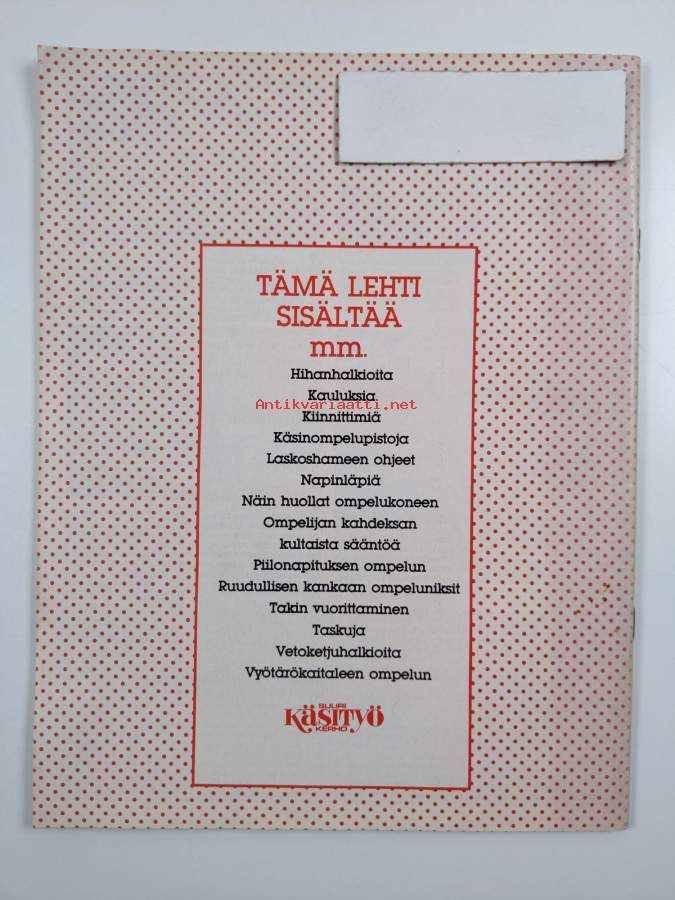 TÄMÄ LEHTI
SISÄLTÄÄ
mm.
Hihanhalkioita
Kauluksia
Antikvariaatti.net
Kiinnittimiä
Käsinompelupistoja
Laskoshameen ohjeet
Napinläpiä
Näin huollat ompelukoneen
Ompelijan kahdeksan
kultaista sääntöä
Piilonapituksen ompelun
Ruudullisen kankaan ompeluniksit
Takin vuorittaminen
Taskuja
Vetoketjuhalkioita
Vyötärökaitaleen ompelun
SUURI
KÄSITYÖ
KERHO